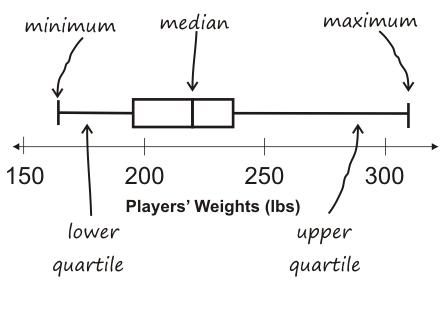 minimum median maximum
150 200 250 300
Players' Weights (lbs)
lower upper
quartile quartile